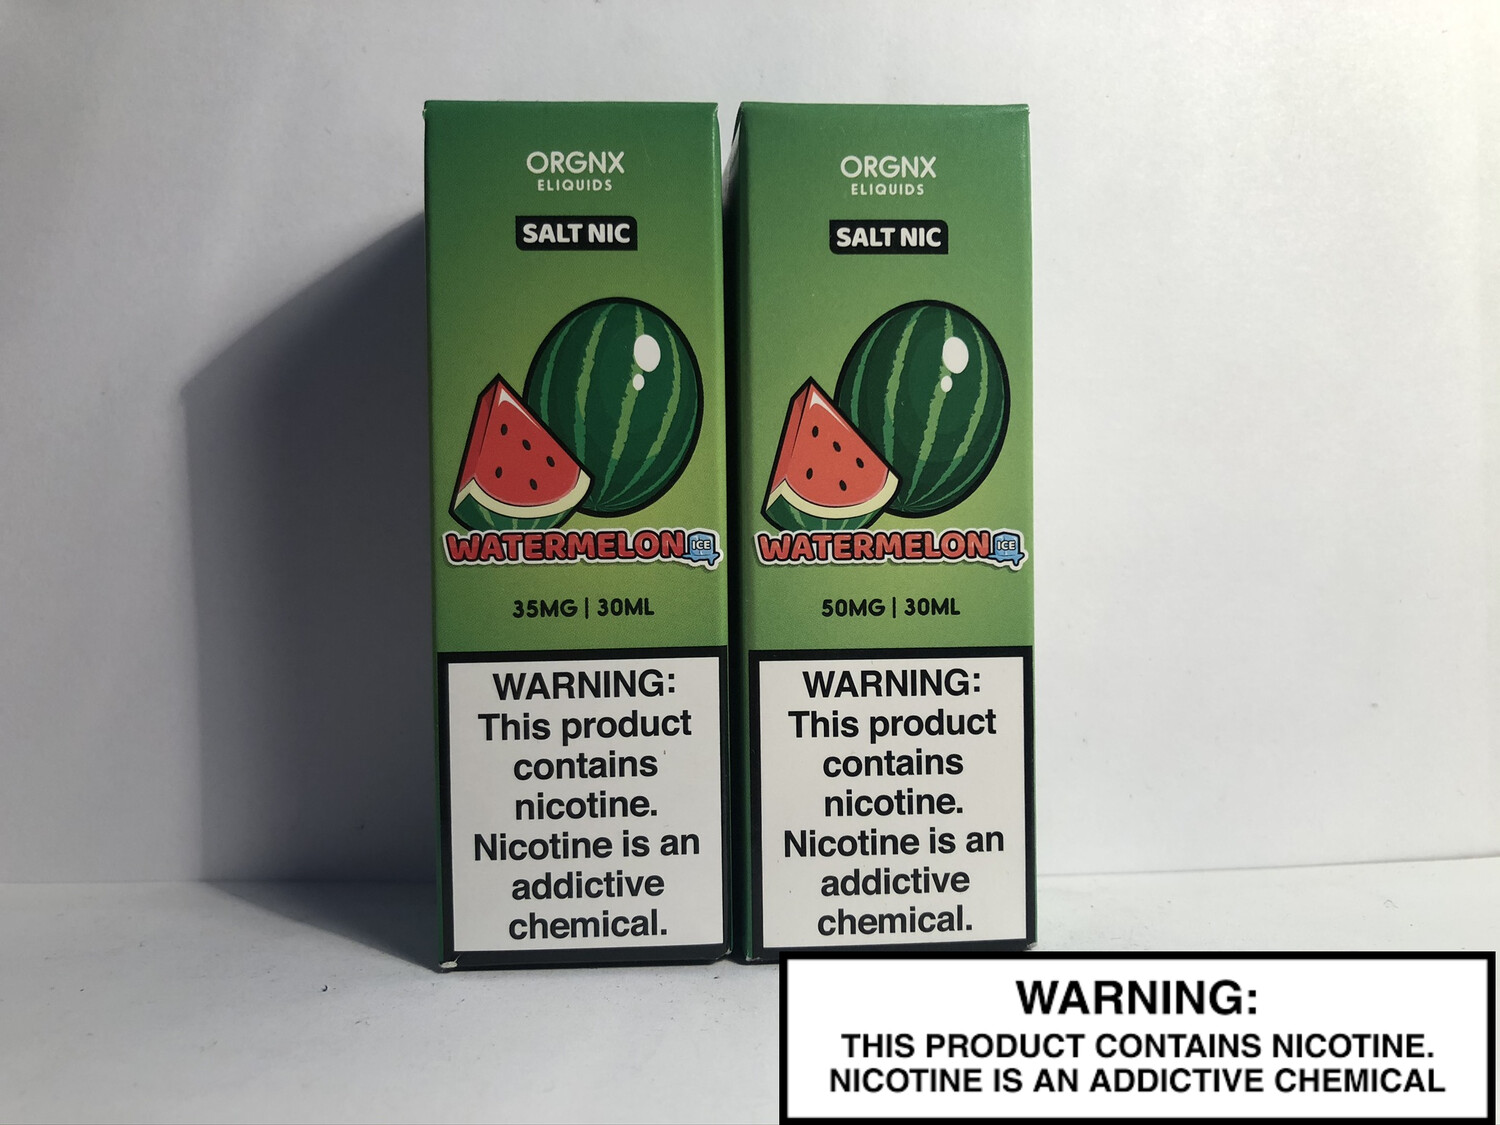 ORGNX
ELIQUIDS
SALT NIC
WATERMELON ICE
35MG | 30ML
WARNING:
This product
contains
nicotine.
Nicotine is an
addictive
chemical.
ORGNX
ELIQUIDS
SALT NIC
WATERMELON ICE
50MG | 30ML
WARNING:
This product
contains
nicotine.
Nicotine is an
addictive
chemical.
WARNING:
THIS PRODUCT CONTAINS NICOTINE.
NICOTINE IS AN ADDICTIVE CHEMICAL